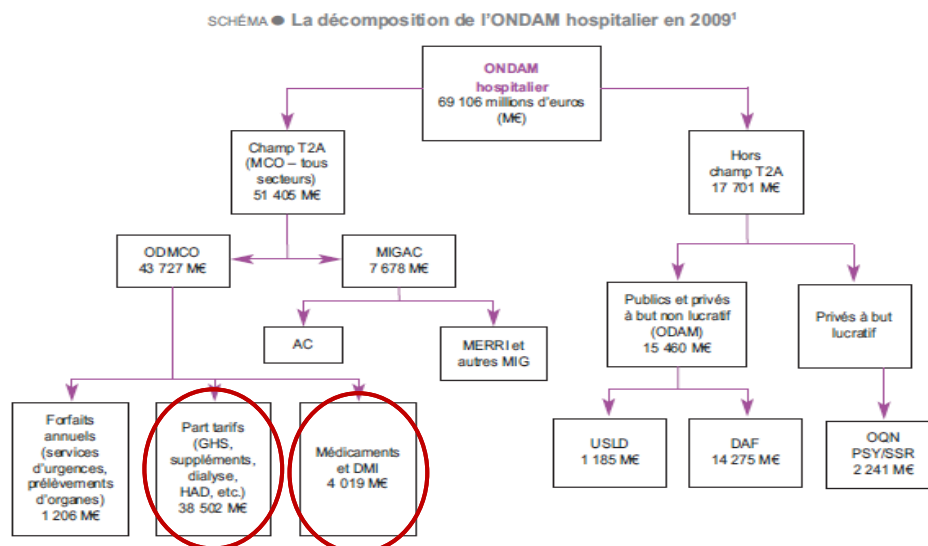 SCHÉMA ● La décomposition de l'ONDAM hospitalier en 2009¹
ONDAM
hospitalier
69 106 millions d'euros
(M€)
Champ T2A
(MCO – tous
secteurs)
51 405 M€
Hors
champ T2A
17 701 M€
ODMCO
43 727 M€
MIGAC
7 678 M€
Publics et privés
à but non lucratif
(ODAM)
15 460 M€
Privés à but
lucratif
AC
MERRI et
autres MIG
Forfaits
annuels
(services
d'urgences,
prélèvements
d'organes)
1 206 M€
Part tarifs
(GHS,
suppléments,
dialyse,
HAD, etc.)
38 502 M€
Médicaments
et DMI
4 019 M€
USLD
1 185 M€
DAF
14 275 M€
OQN
PSY/SSR
2 241 M€